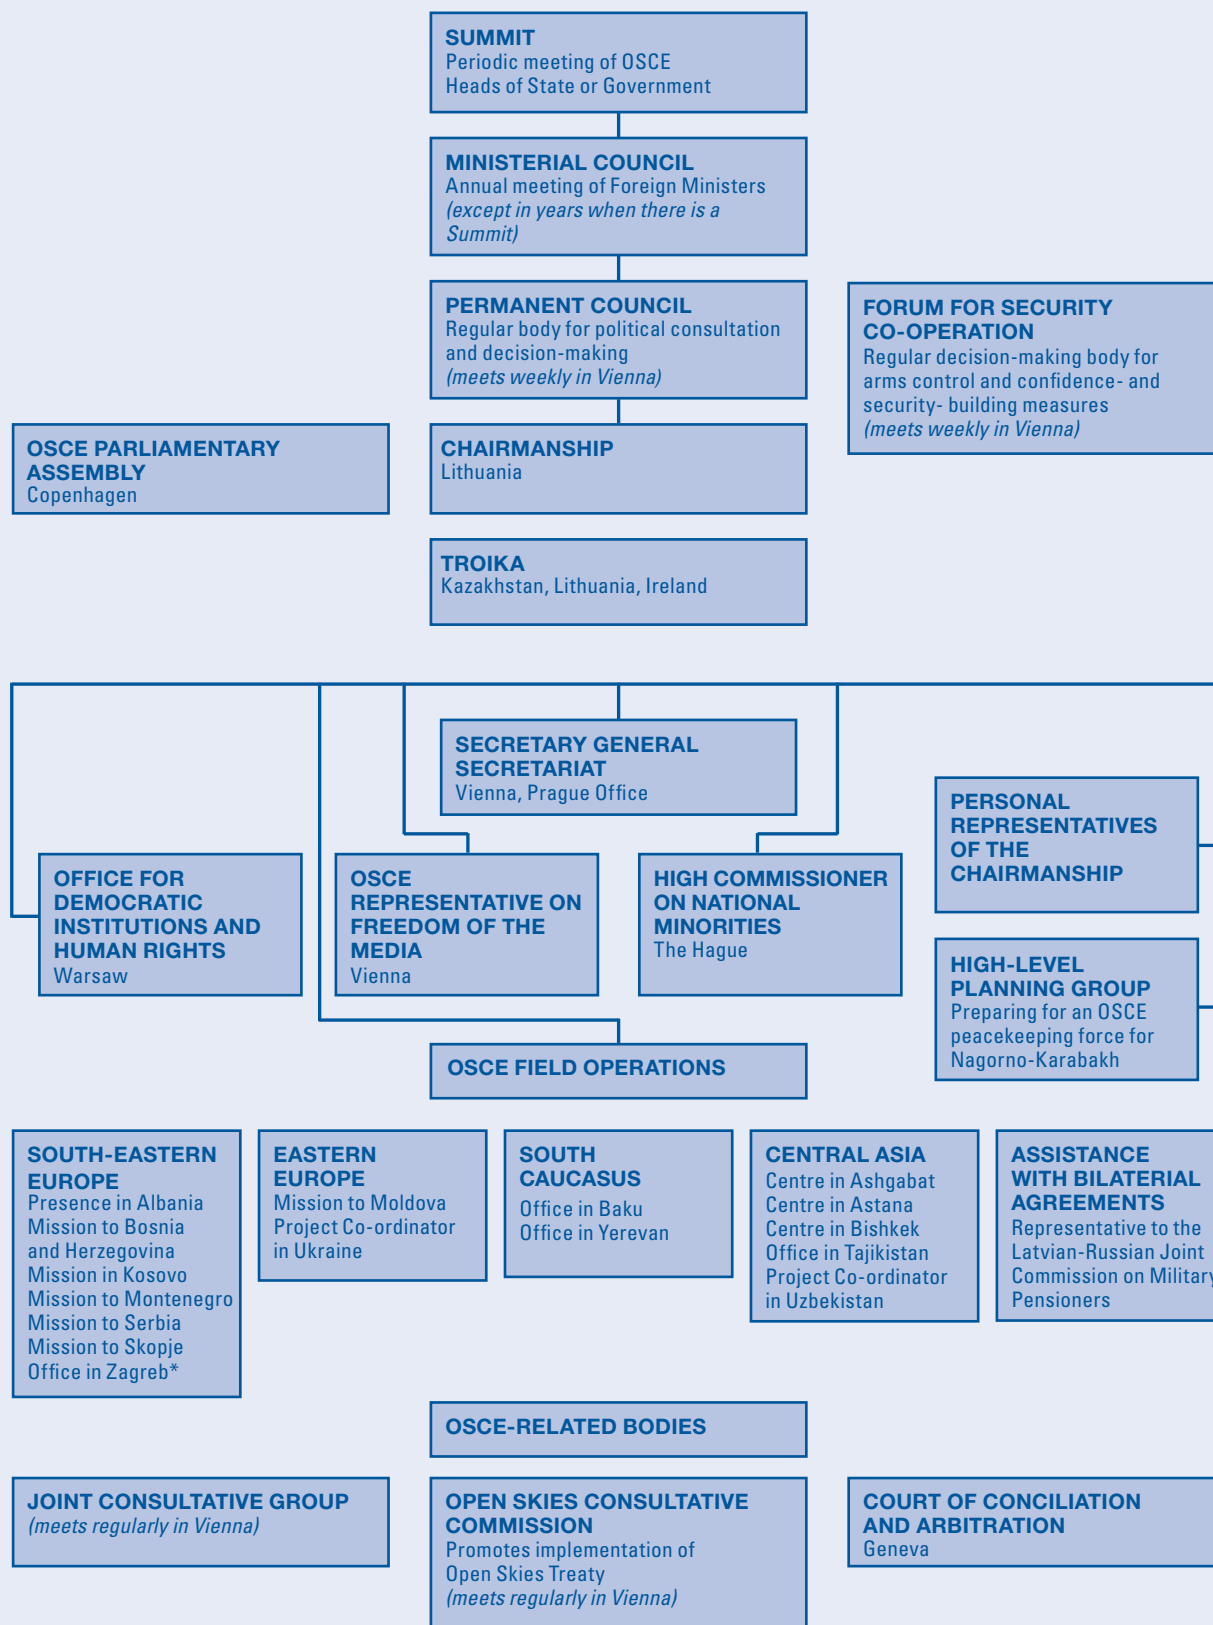 SUMMIT
Periodic meeting of OSCE
Heads of State or Government
MINISTERIAL COUNCIL
Annual meeting of Foreign Ministers
(except in years when there is a
Summit)
PERMANENT COUNCIL
Regular body for political consultation
and decision-making
(meets weekly in Vienna)
FORUM FOR SECURITY
CO-OPERATION
Regular decision-making body for
arms control and confidence- and
security- building measures
(meets weekly in Vienna)
OSCE PARLIAMENTARY
ASSEMBLY
Copenhagen
CHAIRMANSHIP
Lithuania
TROIKA
Kazakhstan, Lithuania, Ireland
SECRETARY GENERAL
SECRETARIAT
Vienna, Prague Office
PERSONAL
REPRESENTATIVES
OF THE
CHAIRMANSHIP
OFFICE FOR
DEMOCRATIC
INSTITUTIONS AND
HUMAN RIGHTS
Warsaw
OSCE
REPRESENTATIVE ON
FREEDOM OF THE
MEDIA
Vienna
HIGH COMMISSIONER
ON NATIONAL
MINORITIES
The Hague
HIGH-LEVEL
PLANNING GROUP
Preparing for an OSCE
peacekeeping force for
Nagorno-Karabakh
OSCE FIELD OPERATIONS
SOUTH-EASTERN
EUROPE
Presence in Albania
Mission to Bosnia
and Herzegovina
Mission in Kosovo
Mission to Montenegro
Mission to Serbia
Mission to Skopje
Office in Zagreb*
EASTERN
EUROPE
Mission to Moldova
Project Co-ordinator
in Ukraine
SOUTH
CAUCASUS
Office in Baku
Office in Yerevan
CENTRAL ASIA
Centre in Ashgabat
Centre in Astana
Centre in Bishkek
Office in Tajikistan
Project Co-ordinator
in Uzbekistan
ASSISTANCE
WITH BILATERIAL
AGREEMENTS
Representative to the
Latvian-Russian Joint
Commission on Military
Pensioners
OSCE-RELATED BODIES
JOINT CONSULTATIVE GROUP
(meets regularly in Vienna)
OPEN SKIES CONSULTATIVE
COMMISSION
Promotes implementation of
Open Skies Treaty
(meets regularly in Vienna)
COURT OF CONCILIATION
AND ARBITRATION
Geneva